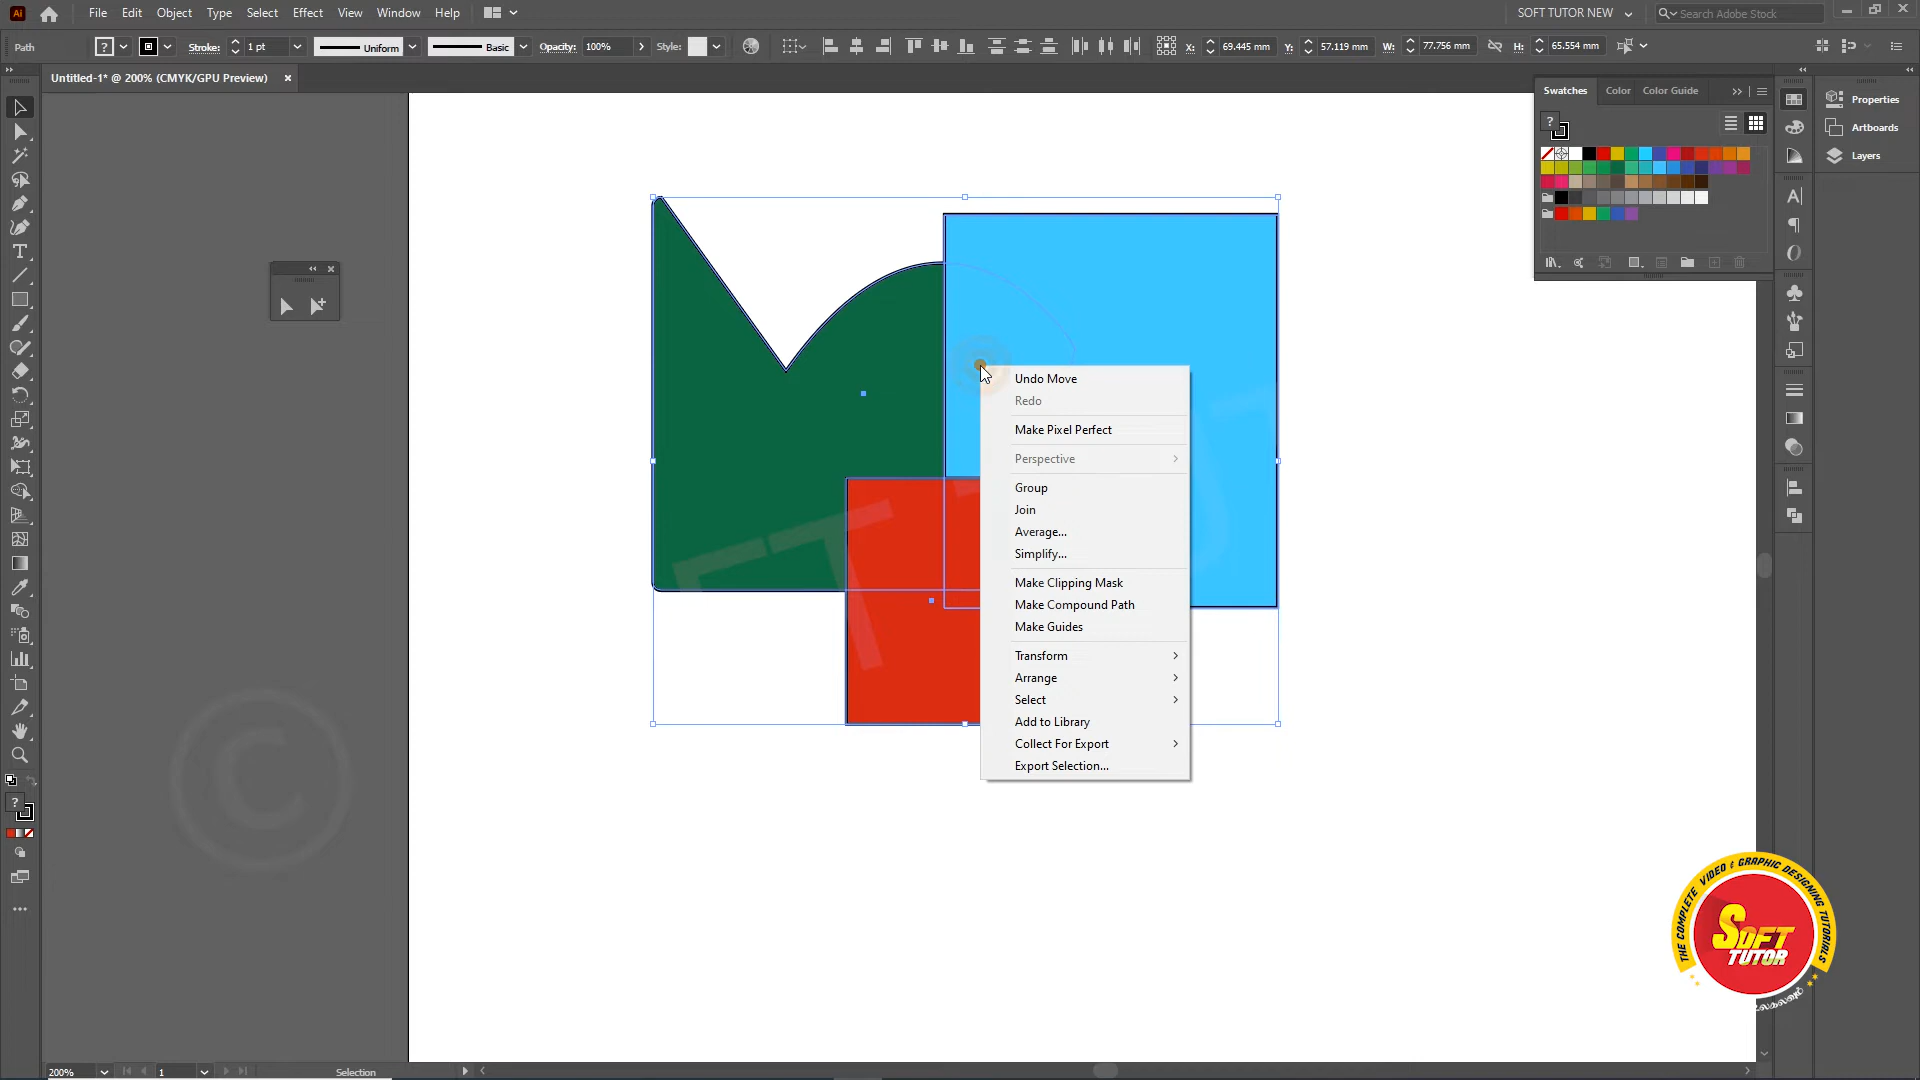 File Edit Object Type Select Effect View Window Help
SOFT TUTOR NEW
Search Adobe Stock
Path
Stroke: 1 pt Uniform Basic Opacity: 100% Style: X: 69.445 mm Y: 57.119 mm W: 77.756 mm H: 65.554 mm
Untitled-1* @ 200% (CMYK/GPU Preview)
Swatches Color Color Guide
Properties
Artboards
Layers
Undo Move
Redo
Make Pixel Perfect
Perspective
Group
Join
Average...
Simplify...
Make Clipping Mask
Make Compound Path
Make Guides
Transform
Arrange
Select
Add to Library
Collect For Export
Export Selection...
THE COMPLETE VIDEO & GRAPHIC DESIGNING TUTORIALS
SOFT
TUTOR
200% 1 Selection